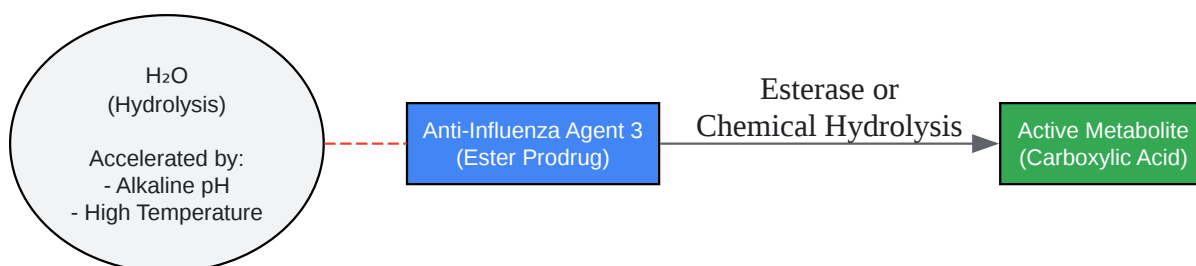 H₂O
(Hydrolysis)
Accelerated by:
- Alkaline pH
- High Temperature
Anti-Influenza Agent 3
(Ester Prodrug)
Esterase or
Chemical Hydrolysis
Active Metabolite
(Carboxylic Acid)